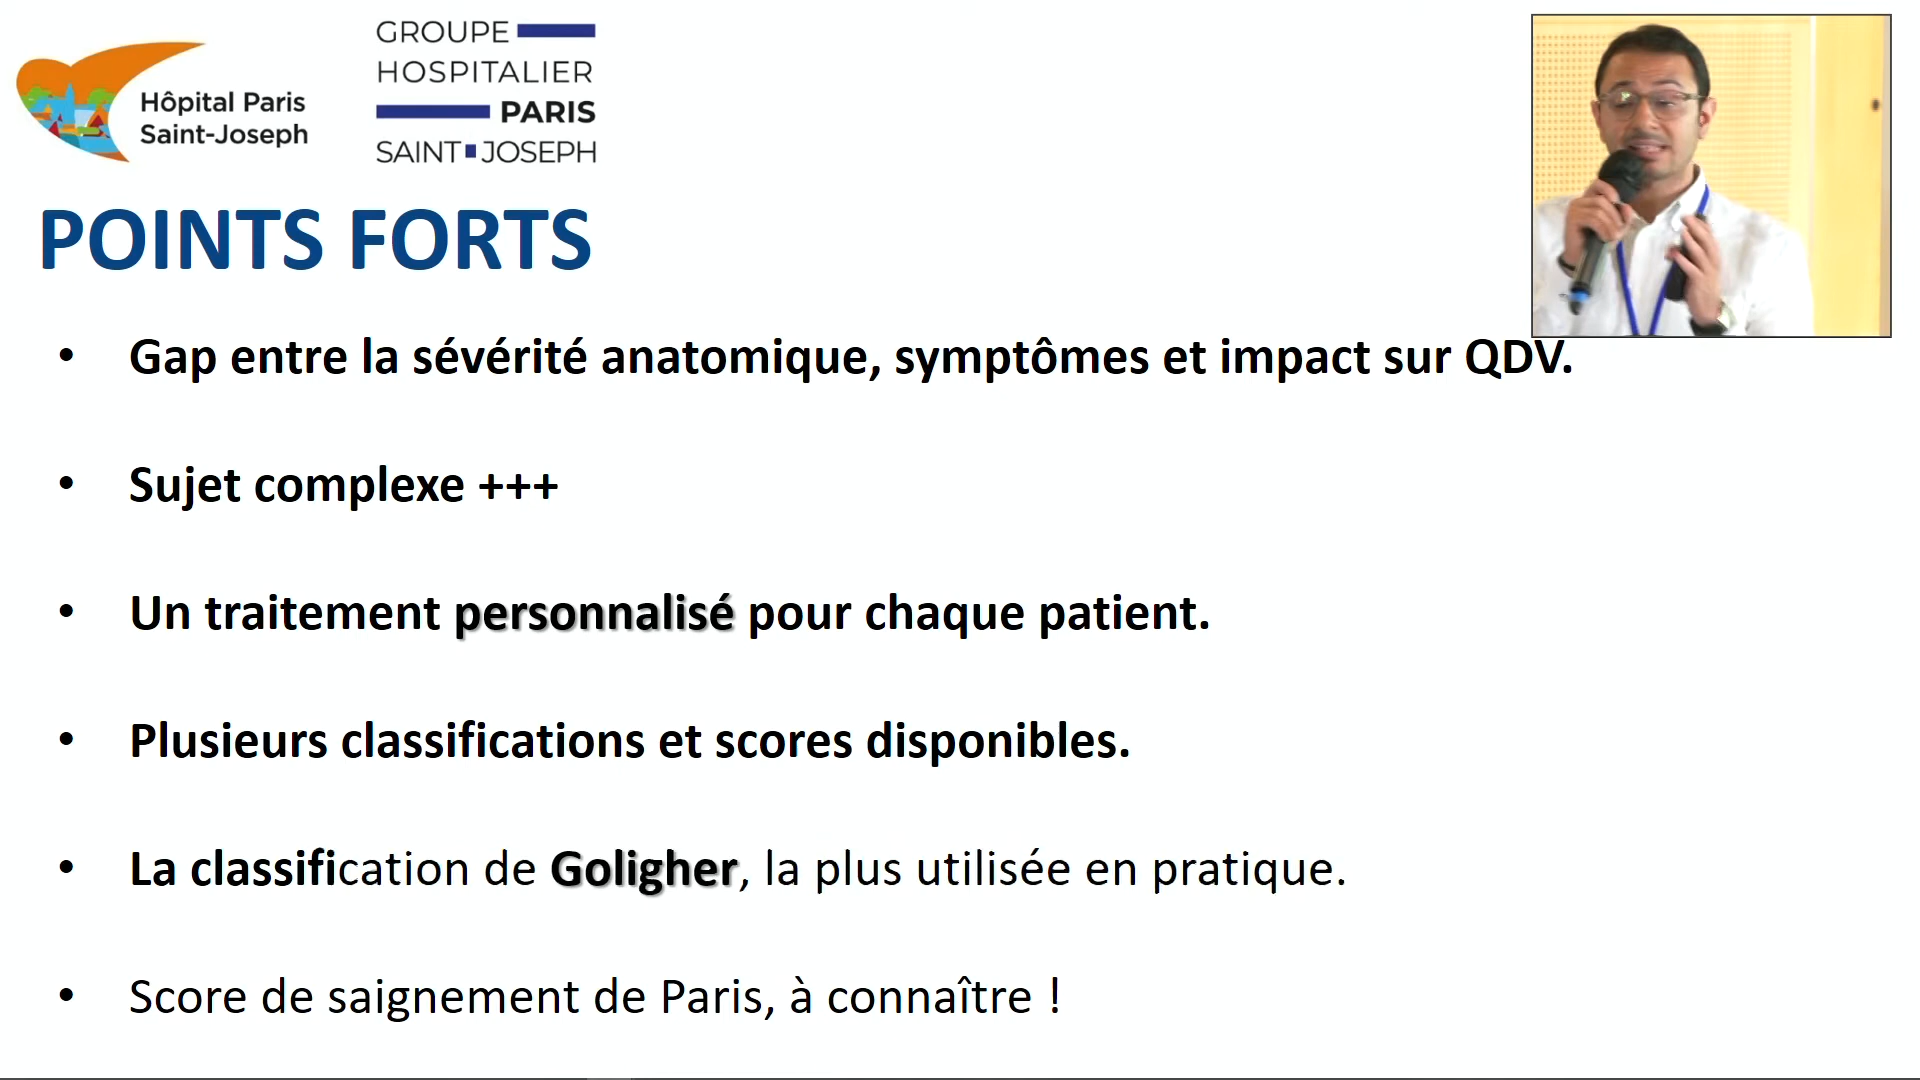 Hôpital Paris
Saint-Joseph
GROUPE
HOSPITALIER
PARIS
SAINT JOSEPH
POINTS FORTS
• Gap entre la sévérité anatomique, symptômes et impact sur QDV.
• Sujet complexe +++
• Un traitement personnalisé pour chaque patient.
• Plusieurs classifications et scores disponibles.
• La classification de Goligher, la plus utilisée en pratique.
• Score de saignement de Paris, à connaître !